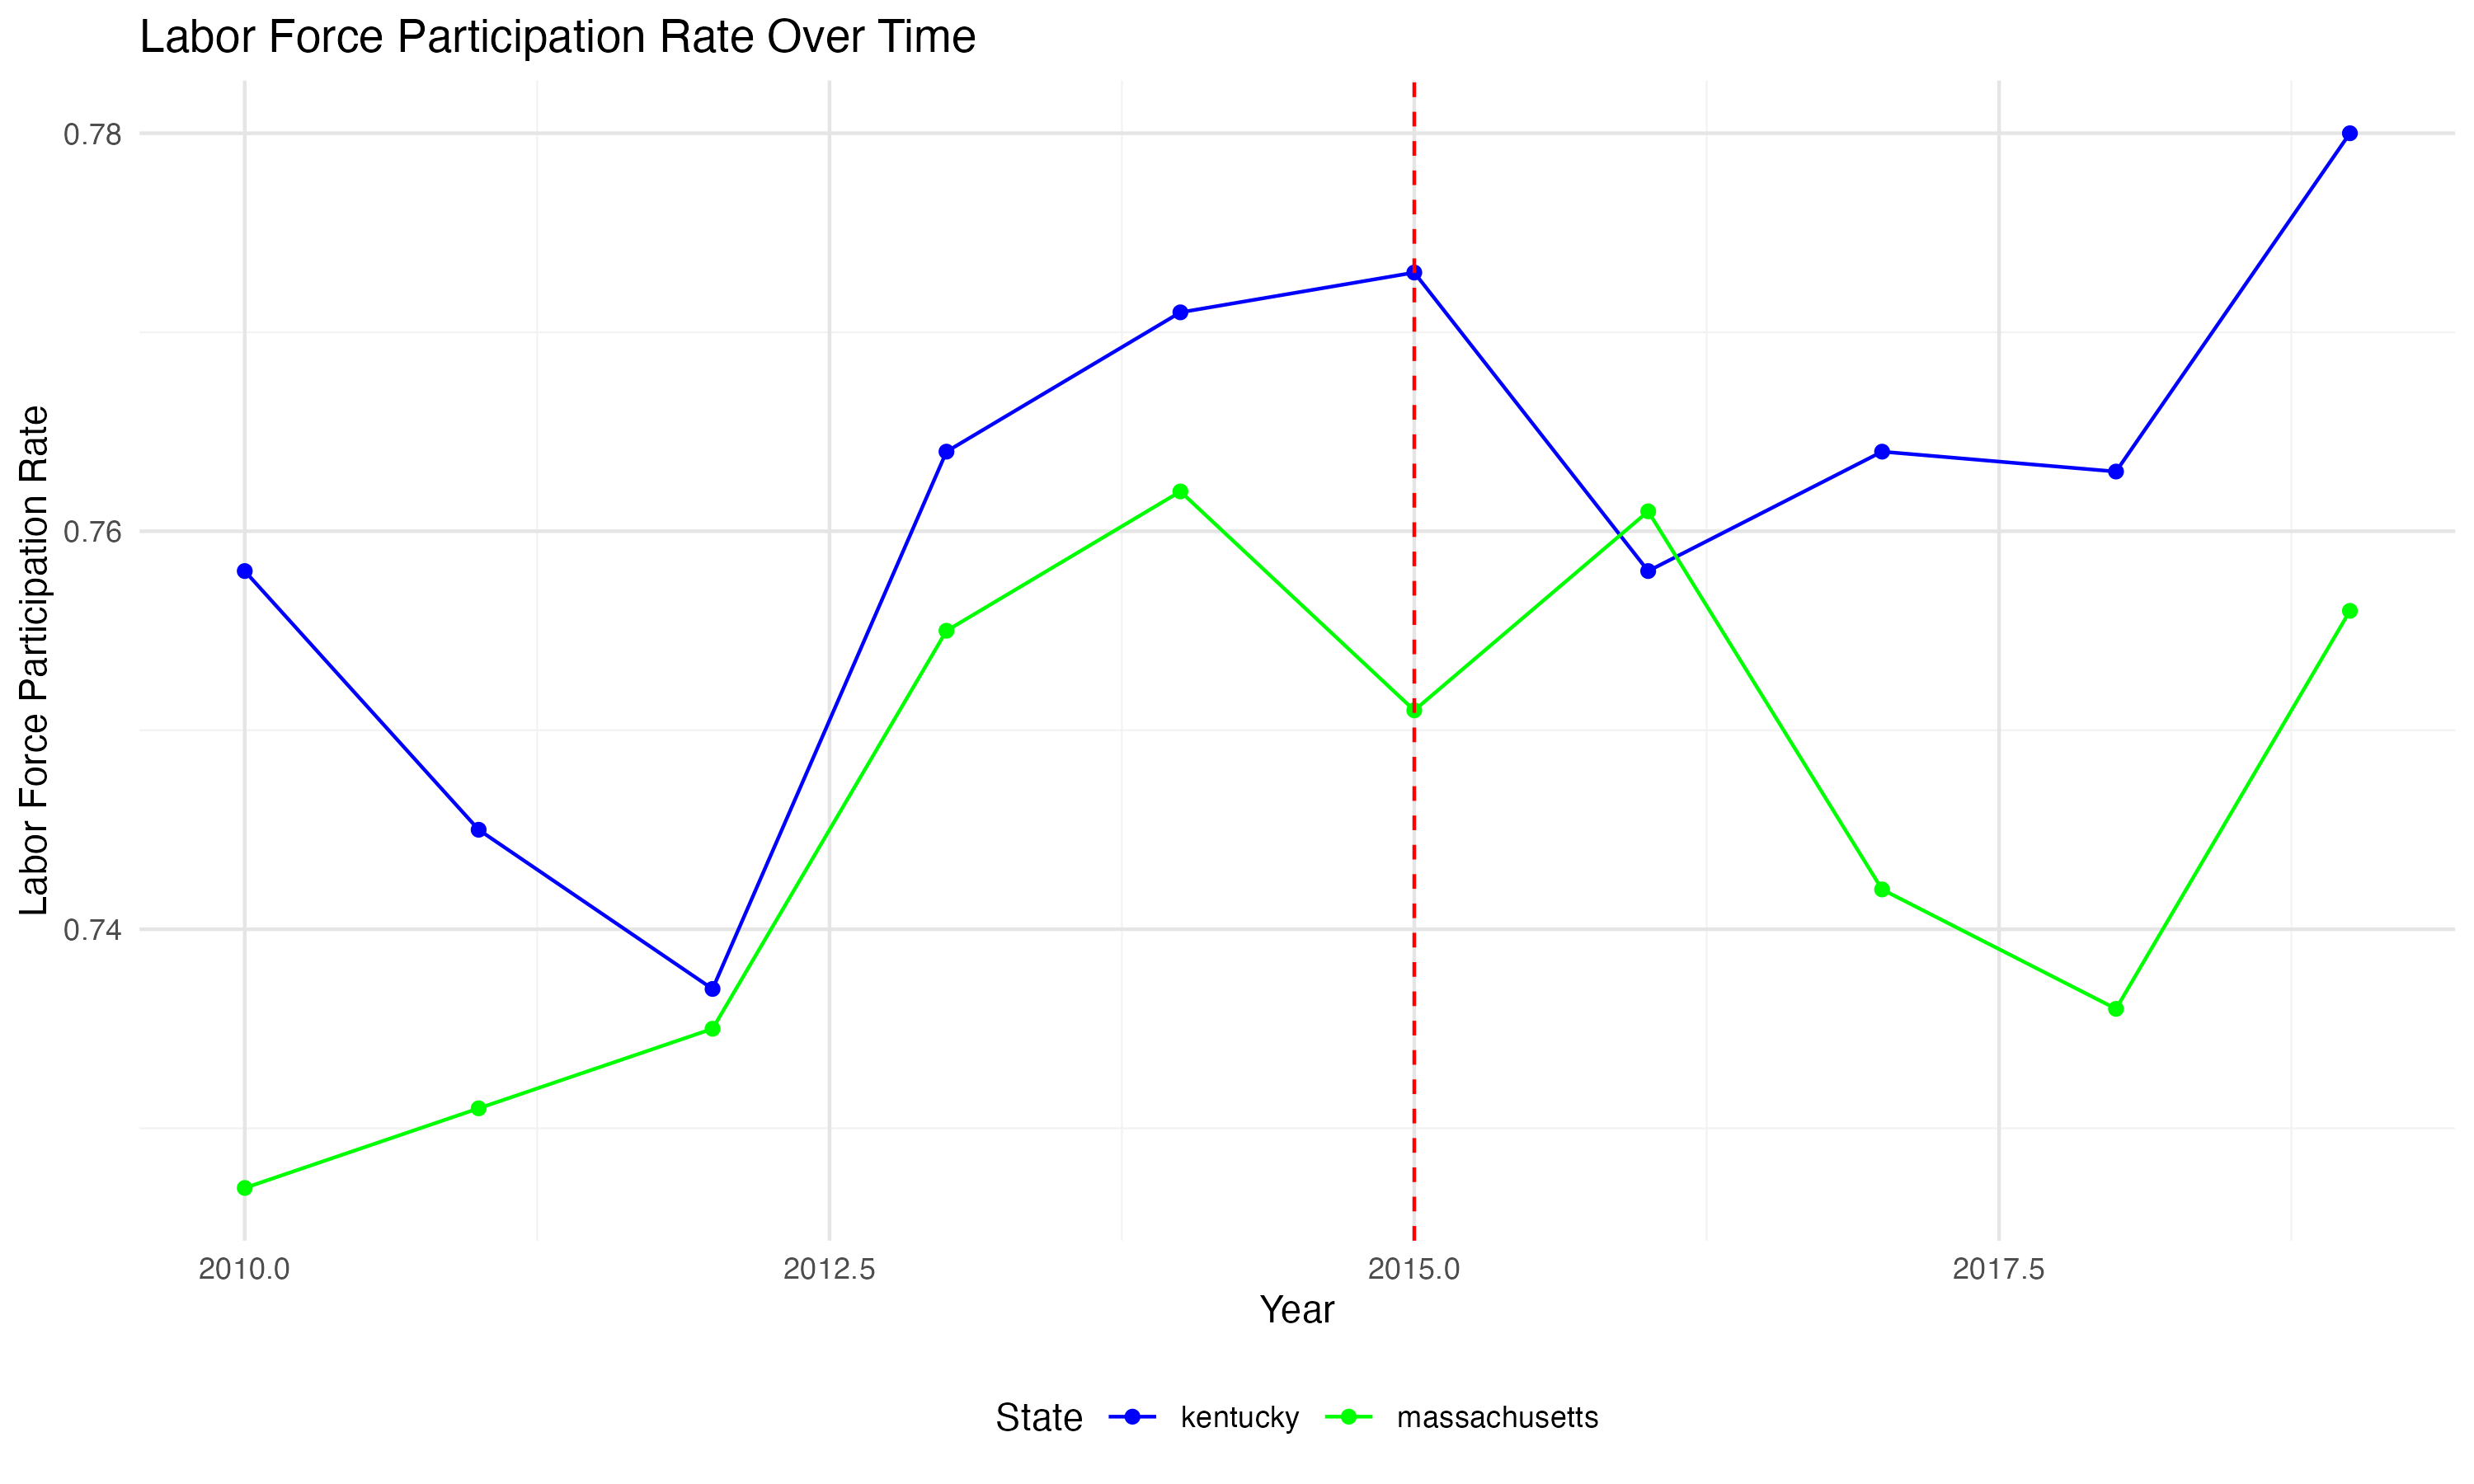 Labor Force Participation Rate Over Time
Labor Force Participation Rate
0.78
0.76
0.74
2010.0 2012.5 2015.0 2017.5
Year
State kentucky massachusetts